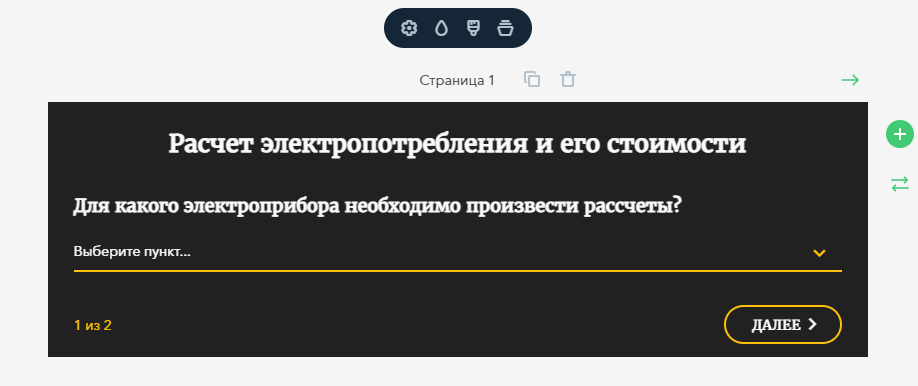 Страница 1
Расчет электропотребления и его стоимости
Для какого электроприбора необходимо произвести рассчеты?
Выберите пункт...
1 из 2
ДАЛЕЕ